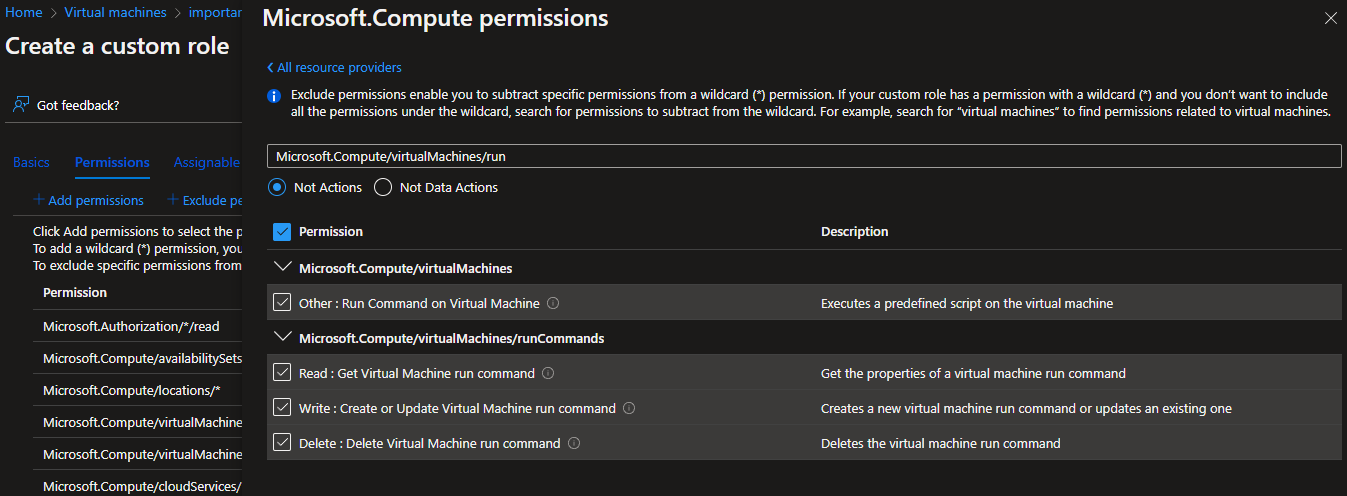 Home > Virtual machines > importan
Create a custom role
Got feedback?
Basics Permissions Assignable
+ Add permissions + Exclude pe
Click Add permissions to select the p
To add a wildcard (*) permission, you
To exclude specific permissions from
Permission
Microsoft.Authorization/*/read
Microsoft.Compute/availabilitySets
Microsoft.Compute/locations/*
Microsoft.Compute/virtualMachine
Microsoft.Compute/virtualMachine
Microsoft.Compute/cloudServices/
Microsoft.Compute permissions
< All resource providers
Exclude permissions enable you to subtract specific permissions from a wildcard (*) permission. If your custom role has a permission with a wildcard (*) and you don't want to include
all the permissions under the wildcard, search for permissions to subtract from the wildcard. For example, search for “virtual machines” to find permissions related to virtual machines.
Microsoft.Compute/virtualMachines/run
Not Actions Not Data Actions
Permission Description
Microsoft.Compute/virtualMachines
Other : Run Command on Virtual Machine Executes a predefined script on the virtual machine
Microsoft.Compute/virtualMachines/runCommands
Read : Get Virtual Machine run command Get the properties of a virtual machine run command
Write : Create or Update Virtual Machine run command Creates a new virtual machine run command or updates an existing one
Delete : Delete Virtual Machine run command Deletes the virtual machine run command